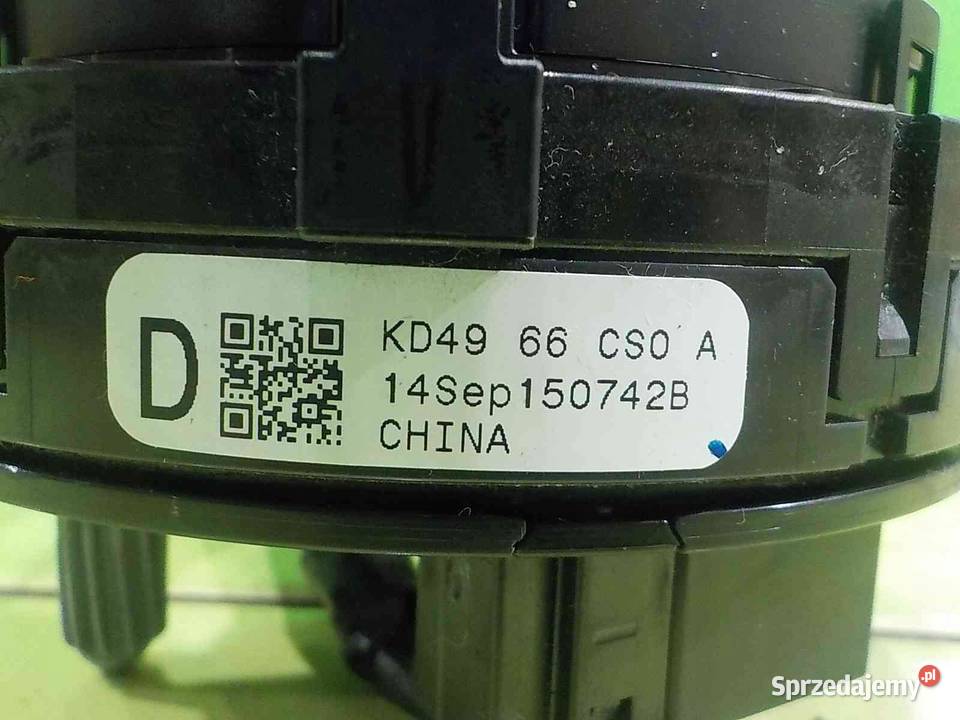 D
KD49 66 CS0 A
14Sep150742B
CHINA
Sprzedajemy.pl